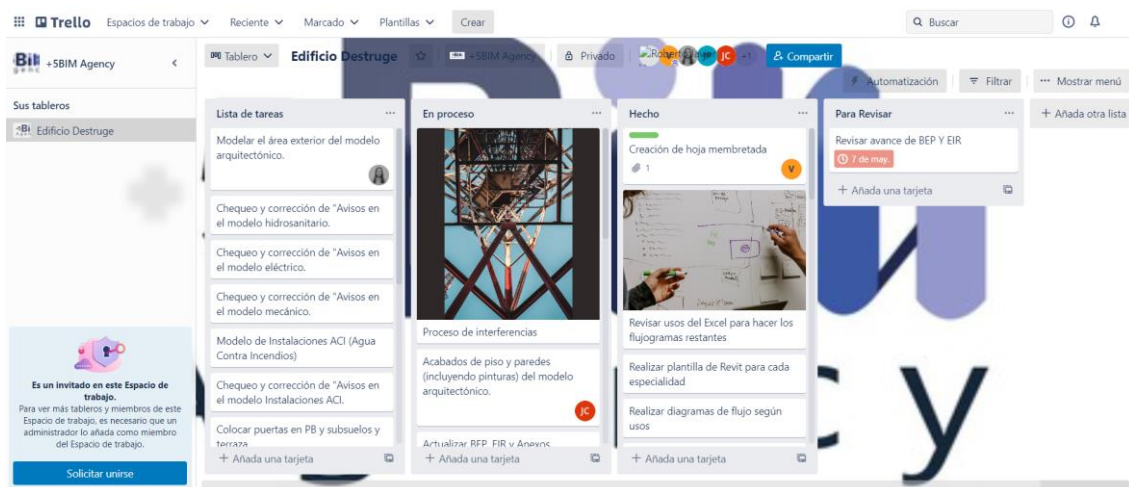 Trello Espacios de trabajo Reciente Marcado Plantillas Crear Buscar
+5BIM Agency
Tablero Edificio Destruge +5BIM Agency Privado JC +1 Compartir
Automatización Filtrar Mostrar menú
Sus tableros
Edificio Destruge
Es un invitado en este Espacio de
trabajo.
Para ver más tableros y miembros de este
Espacio de trabajo, es necesario que un
administrador lo añada como miembro
del Espacio de trabajo.
Solicitar unirse
Lista de tareas
Modelar el área exterior del modelo
arquitectónico.
Chequeo y corrección de "Avisos en
el modelo hidrosanitario.
Chequeo y corrección de "Avisos en
el modelo eléctrico.
Chequeo y corrección de "Avisos en
el modelo mecánico.
Modelo de Instalaciones ACI (Agua
Contra Incendios)
Chequeo y corrección de "Avisos en
el modelo Instalaciones ACI.
Colocar puertas en PB y subsuelos y
terraza
+ Añada una tarjeta
En proceso
Proceso de interferencias
Acabados de piso y paredes
(incluyendo pinturas) del modelo
arquitectónico.
JC
Actualizar BEP, EIR y Anexos
+ Añada una tarjeta
Hecho
Creación de hoja membretada
1
V
Revisar usos del Excel para hacer los
flujogramas restantes
Realizar plantilla de Revit para cada
especialidad
Realizar diagramas de flujo según
usos
+ Añada una tarjeta
Para Revisar
Revisar avance de BEP Y EIR
7 de may.
+ Añada una tarjeta
+ Añada otra lista